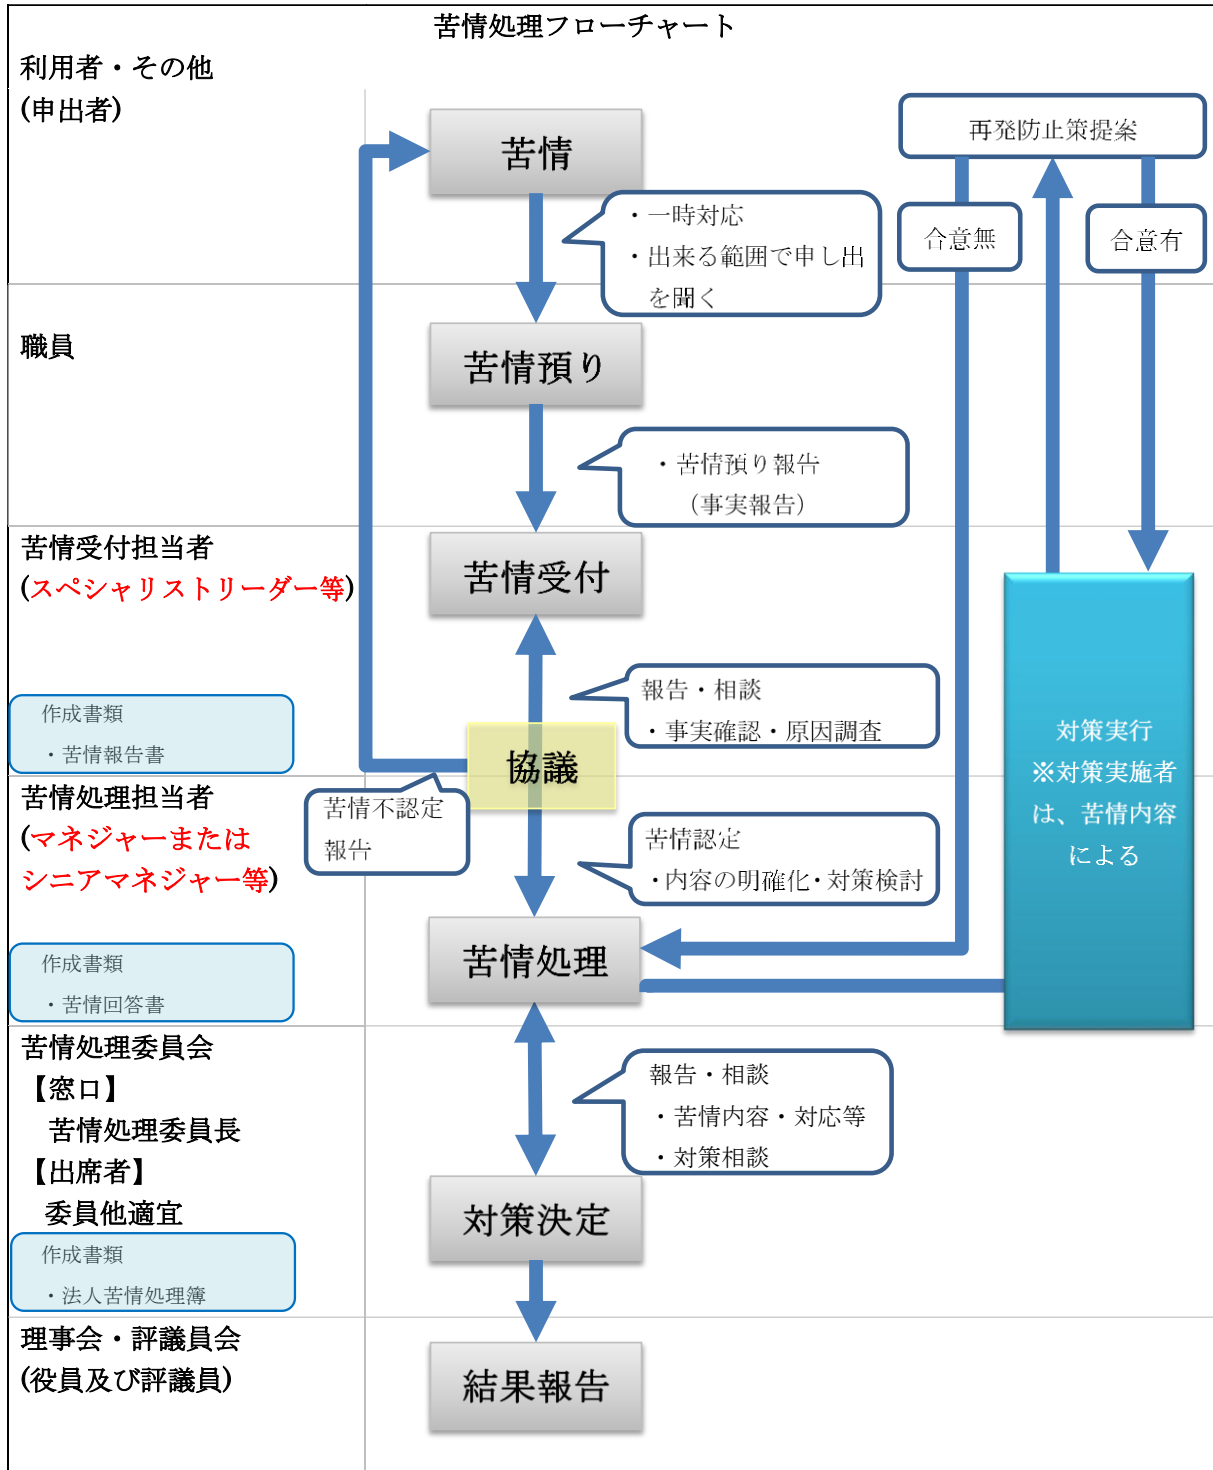 苦情処理フローチャート
利用者・その他
(申出者)
苦情
再発防止策提案
・一時対応
・出来る範囲で申し出
を聞く
合意無
合意有
職員
苦情預り
・苦情預り報告
（事実報告）
苦情受付担当者
(スペシャリストリーダー等)
苦情受付
作成書類
・苦情報告書
報告・相談
・事実確認・原因調査
協議
対策実行
※対策実施者
は、苦情内容
による
苦情処理担当者
(マネジャーまたは
シニアマネジャー等)
苦情不認定
報告
苦情認定
・内容の明確化・対策検討
苦情処理
作成書類
・苦情回答書
苦情処理委員会
【窓口】
苦情処理委員長
【出席者】
委員他適宜
報告・相談
・苦情内容・対応等
・対策相談
対策決定
作成書類
・法人苦情処理簿
理事会・評議員会
(役員及び評議員)
結果報告